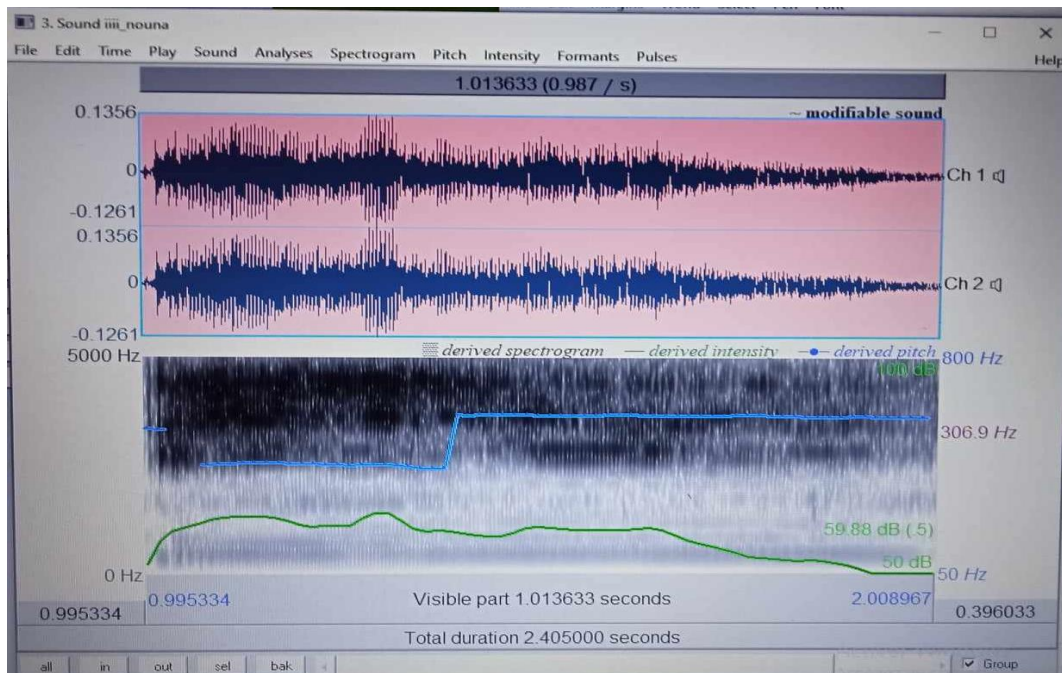 3. Sound iiii_nouna
File Edit Time Play Sound Analyses Spectrogram Pitch Intensity Formants Pulses Help
1.013633 (0.987 / s)
0.1356
~ modifiable sound
0
Ch 1
-0.1261
0.1356
0
Ch 2
-0.1261
5000 Hz
derived spectrogram derived intensity derived pitch
800 Hz
100 dB
306.9 Hz
59.88 dB (.5)
50 dB
0 Hz
50 Hz
0.995334
Visible part 1.013633 seconds
2.008967
0.995334
0.396033
Total duration 2.405000 seconds
all in out sel bak
Group